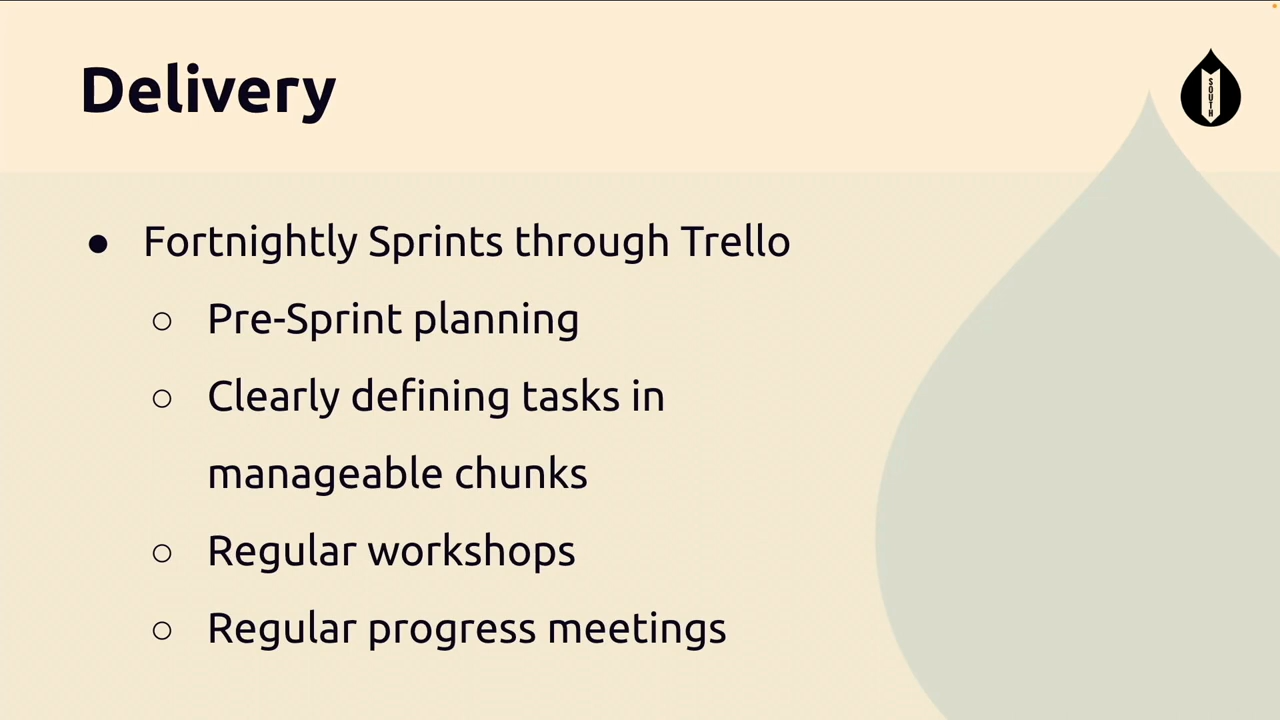 Delivery
SOUTH
● Fortnightly Sprints through Trello
○ Pre-Sprint planning
○ Clearly defining tasks in
manageable chunks
○ Regular workshops
○ Regular progress meetings